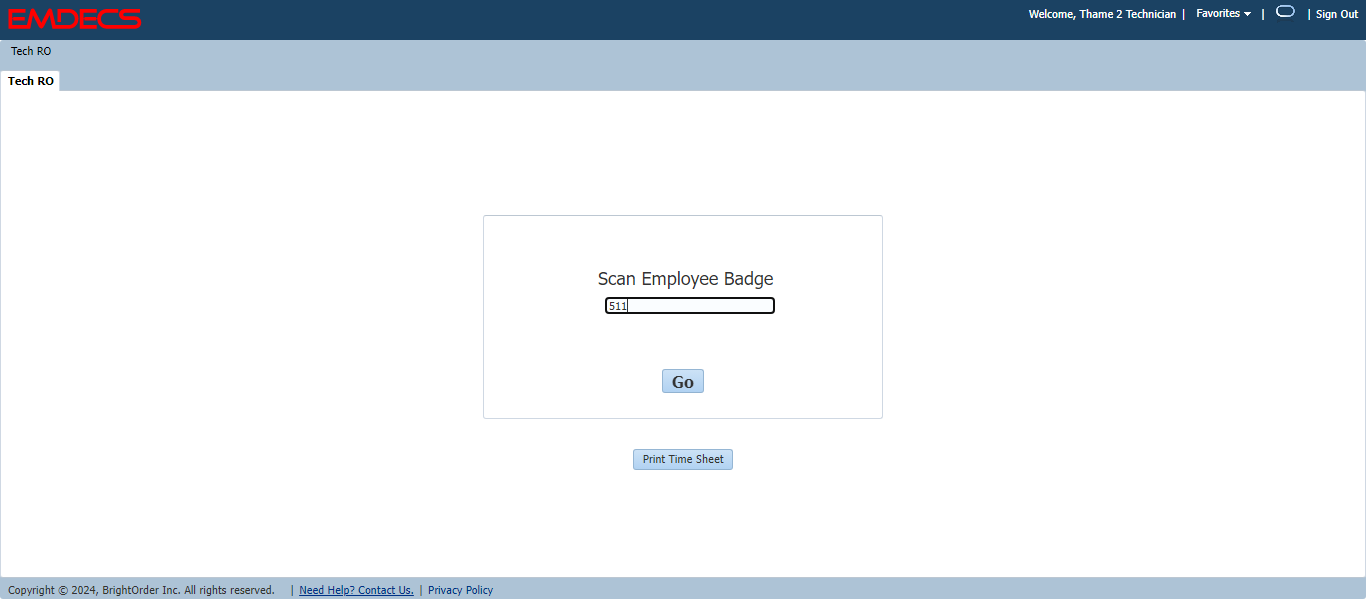 EMDECS
Welcome, Thame 2 Technician | Favorites | | Sign Out
Tech RO
Tech RO
Scan Employee Badge
511
Go
Print Time Sheet
Copyright © 2024, BrightOrder Inc. All rights reserved. | Need Help? Contact Us. | Privacy Policy